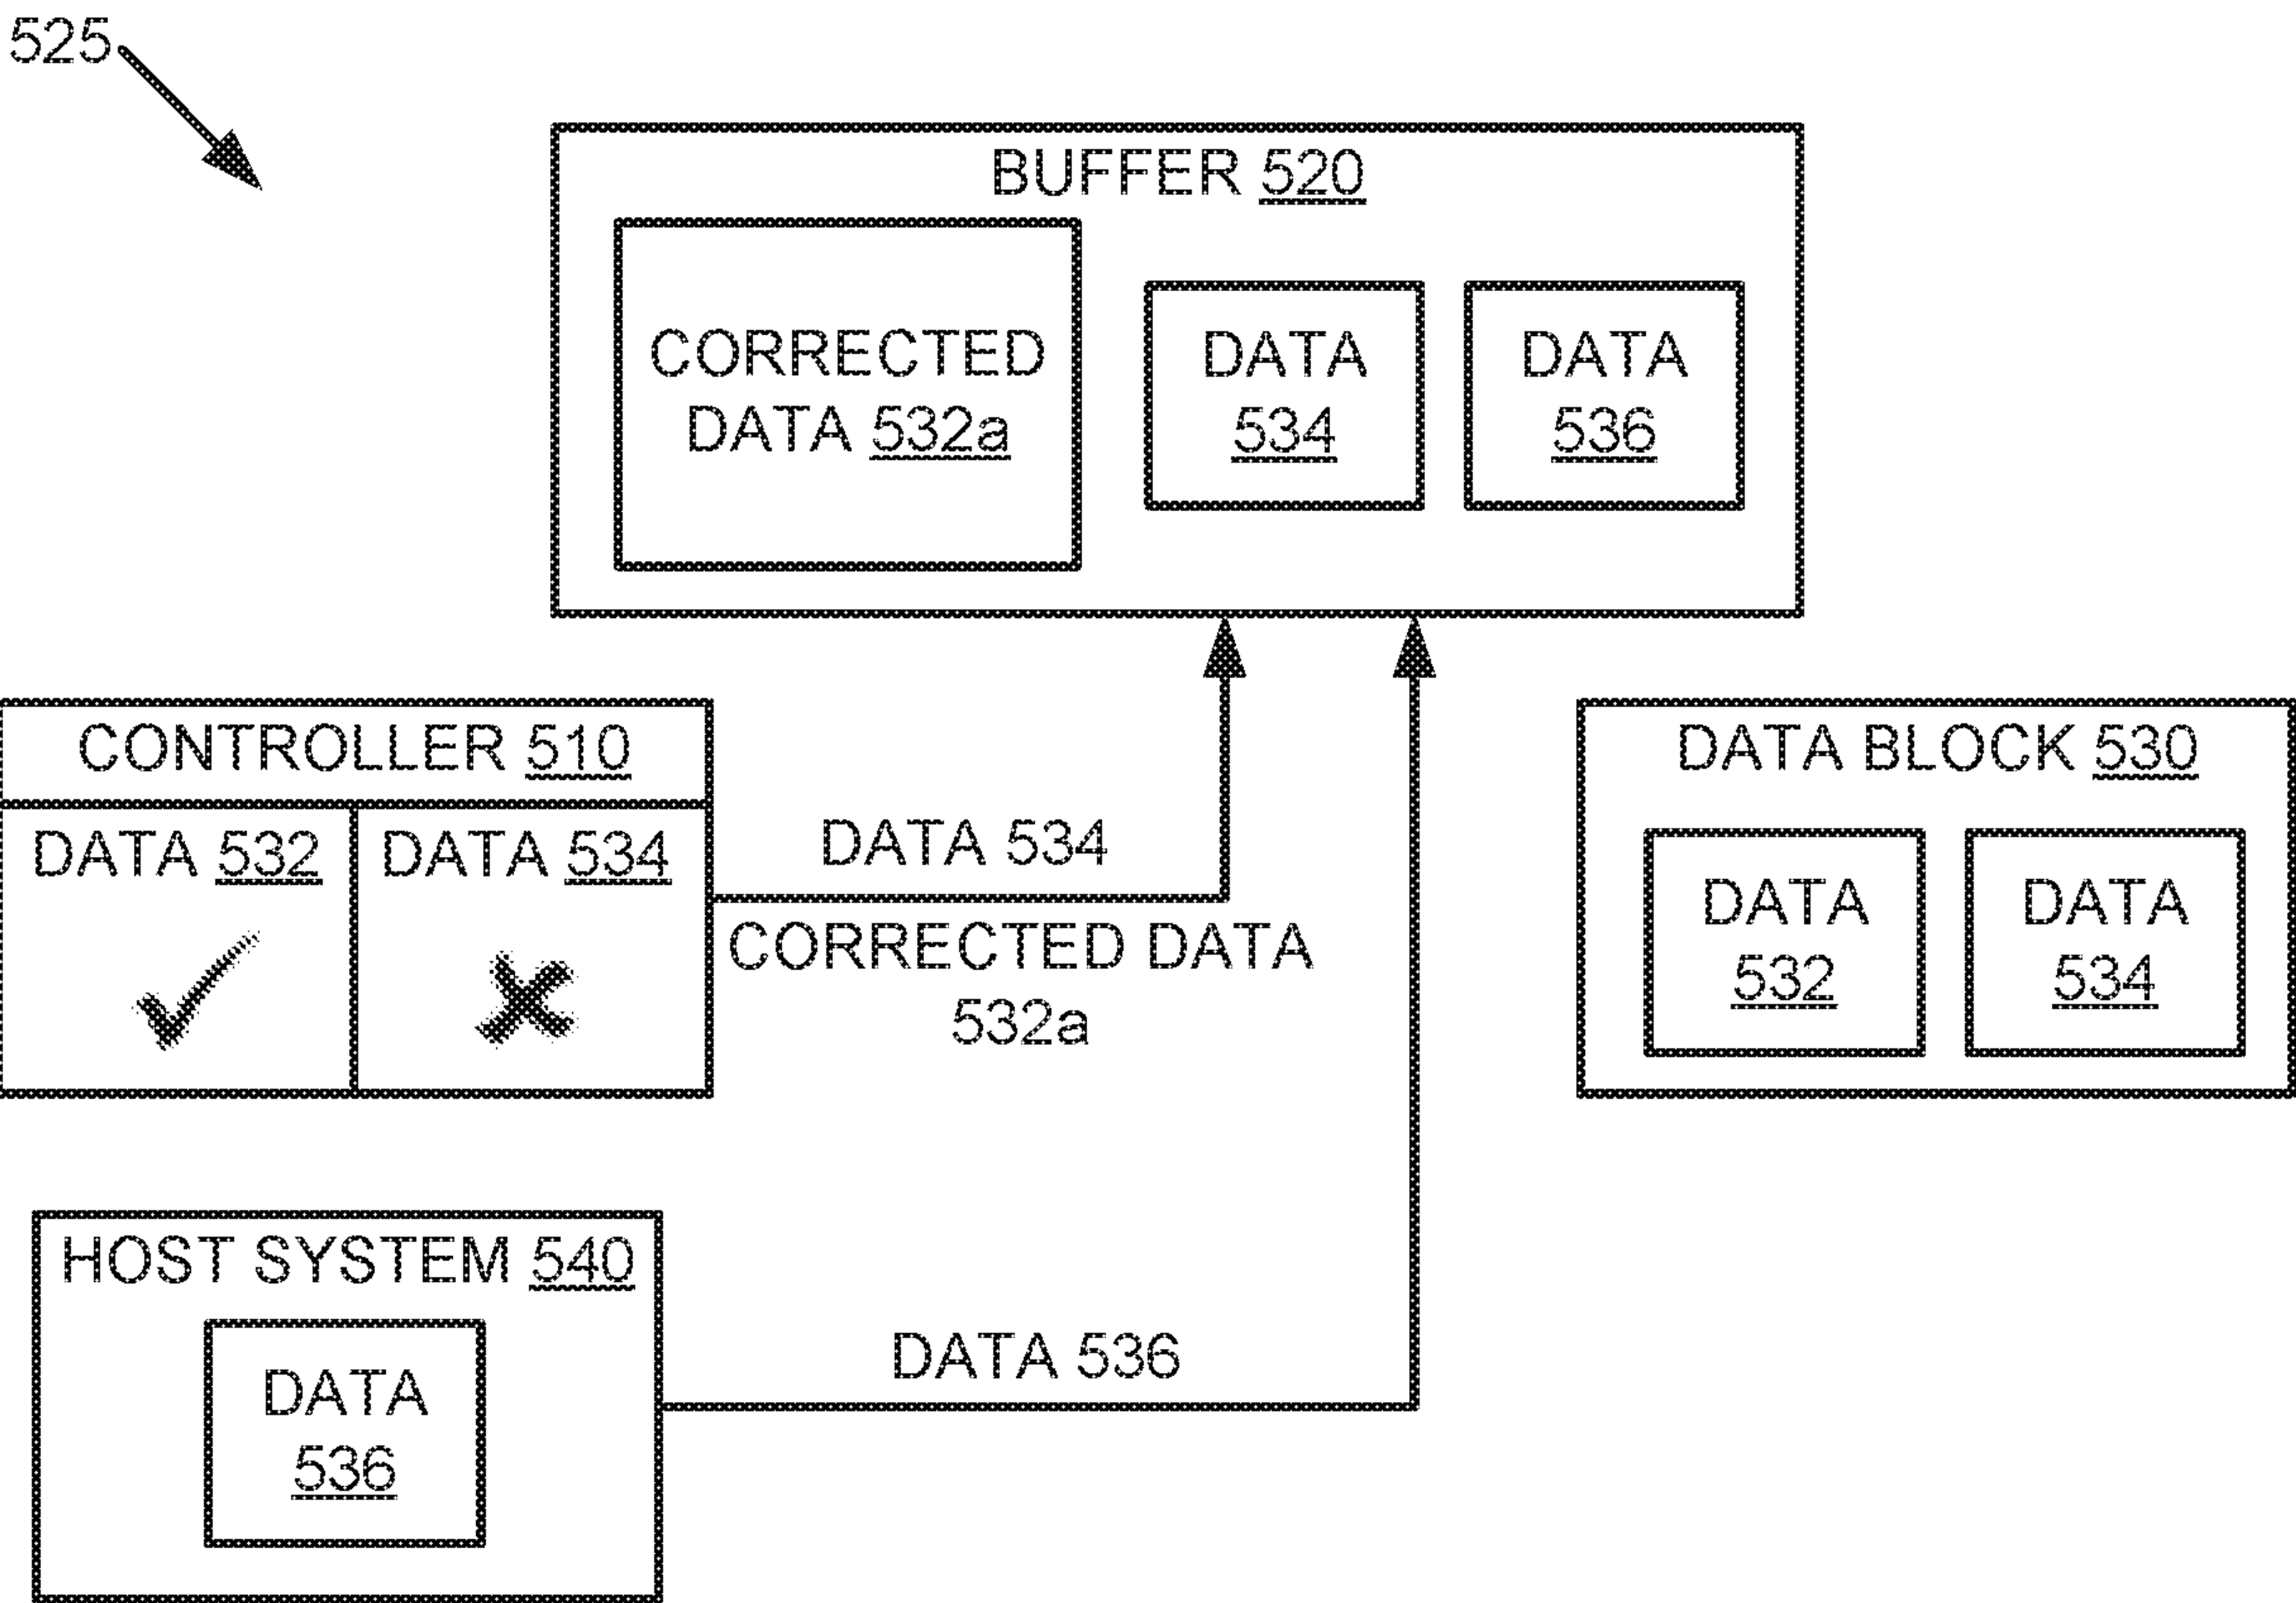 525
BUFFER 520
CORRECTED
DATA 532a
DATA
534
DATA
536
CONTROLLER 510
DATA 532
DATA 534
DATA 534
CORRECTED DATA
532a
DATA BLOCK 530
DATA
532
DATA
534
HOST SYSTEM 540
DATA
536
DATA 536